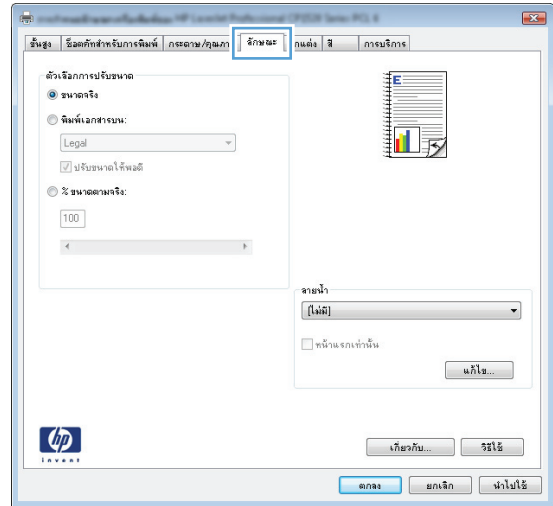 HP LaserJet Professional CP1520 Series PCL 6
ขั้นสูง ช็อตคัทสำหรับการพิมพ์ กระดาษ/คุณภา ลักษณะ กแต่ง สี การบริการ
ตัวเลือกการปรับขนาด
ขนาดจริง
พิมพ์เอกสารบน:
Legal
ปรับขนาดให้พอดี
% ขนาดตามจริง:
100
E
ลายน้ำ
[ไม่มี]
หน้าแรกเท่านั้น
แก้ไข...
hp
invent
เกี่ยวกับ... วิธีใช้
ตกลง ยกเลิก นำไปใช้